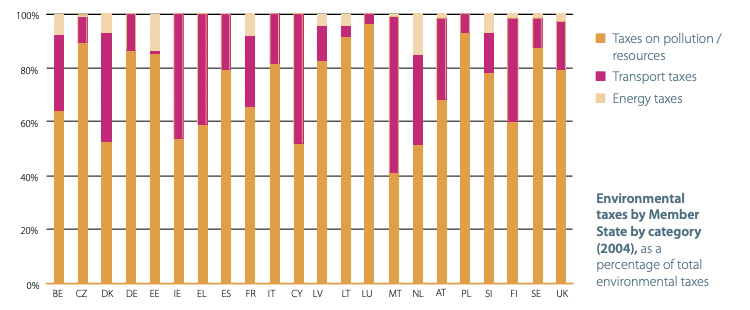 100%
80%
60%
40%
20%
0%
BE CZ DK DE EE IE EL ES FR IT CY LV LT LU MT NL AT PL SI FI SE UK
Taxes on pollution /
resources
Transport taxes
Energy taxes
Environmental
taxes by Member
State by category
(2004), as a
percentage of total
environmental taxes